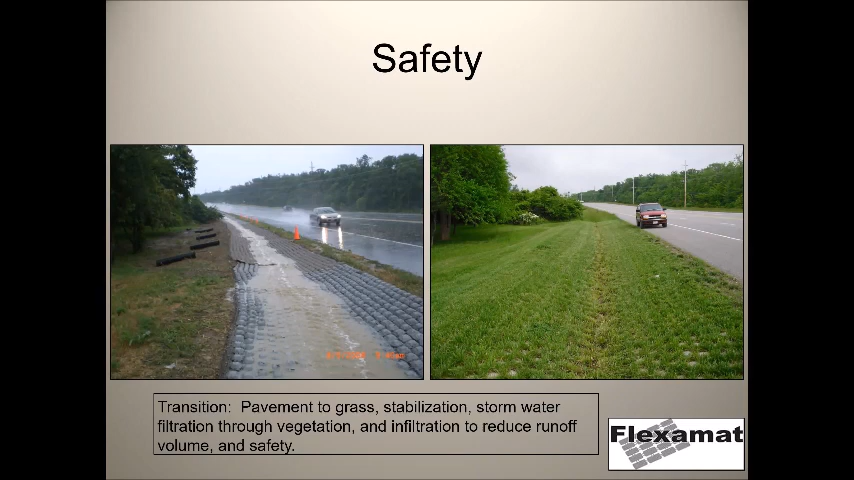 Safety
Transition:  Pavement to grass, stabilization, storm water
filtration through vegetation, and infiltration to reduce runoff
volume, and safety.
Flexamat